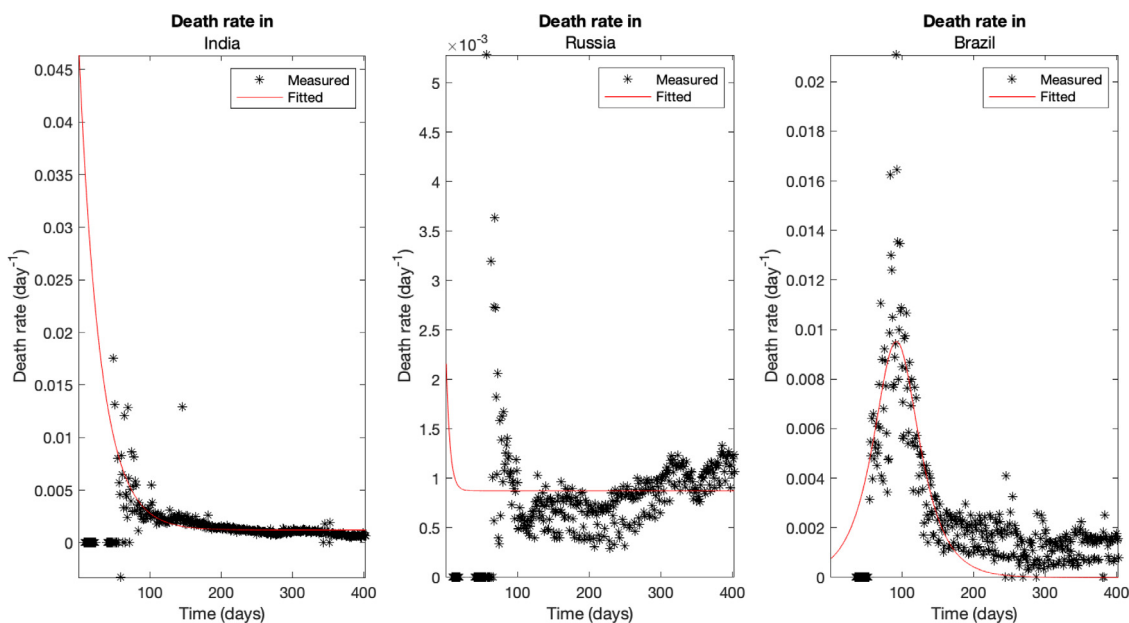 Death rate in
India
Measured
Fitted
0.045
0.04
0.035
0.03
0.025
0.02
0.015
0.01
0.005
0
Death rate (day⁻¹)
100
200
300
400
Time (days)
Death rate in
Russia
×10⁻³
Measured
Fitted
5
4.5
4
3.5
3
2.5
2
1.5
1
0.5
0
Death rate (day⁻¹)
100
200
300
400
Time (days)
Death rate in
Brazil
Measured
Fitted
0.02
0.018
0.016
0.014
0.012
0.01
0.008
0.006
0.004
0.002
0
Death rate (day⁻¹)
100
200
300
400
Time (days)